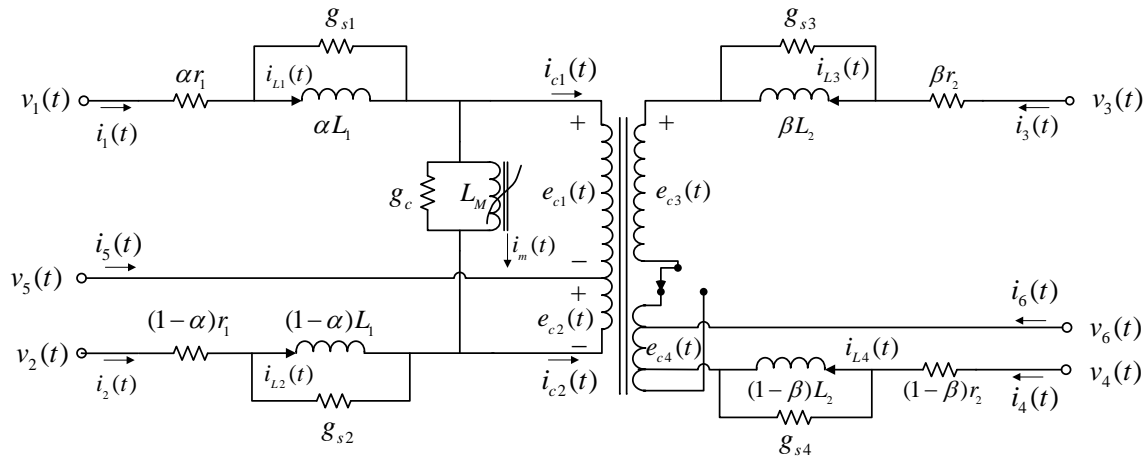 g_{s1}
g_{s3}
αr_1
i_{L1}(t)
i_{c1}(t)
i_{L3}(t)
βr_2
v_1(t)
i_1(t)
αL_1
+
+
βL_2
i_3(t)
v_3(t)
g_c
L_M
e_{c1}(t)
e_{c3}(t)
i_5(t)
i_m(t)
v_5(t)
−
+
i_6(t)
(1−α)r_1
(1−α)L_1
e_{c2}(t)
v_6(t)
v_2(t)
i_2(t)
i_{L2}(t)
−
i_{c2}(t)
e_{c4}(t)
i_{L4}(t)
v_4(t)
(1−β)L_2
(1−β)r_2
i_4(t)
g_{s2}
g_{s4}